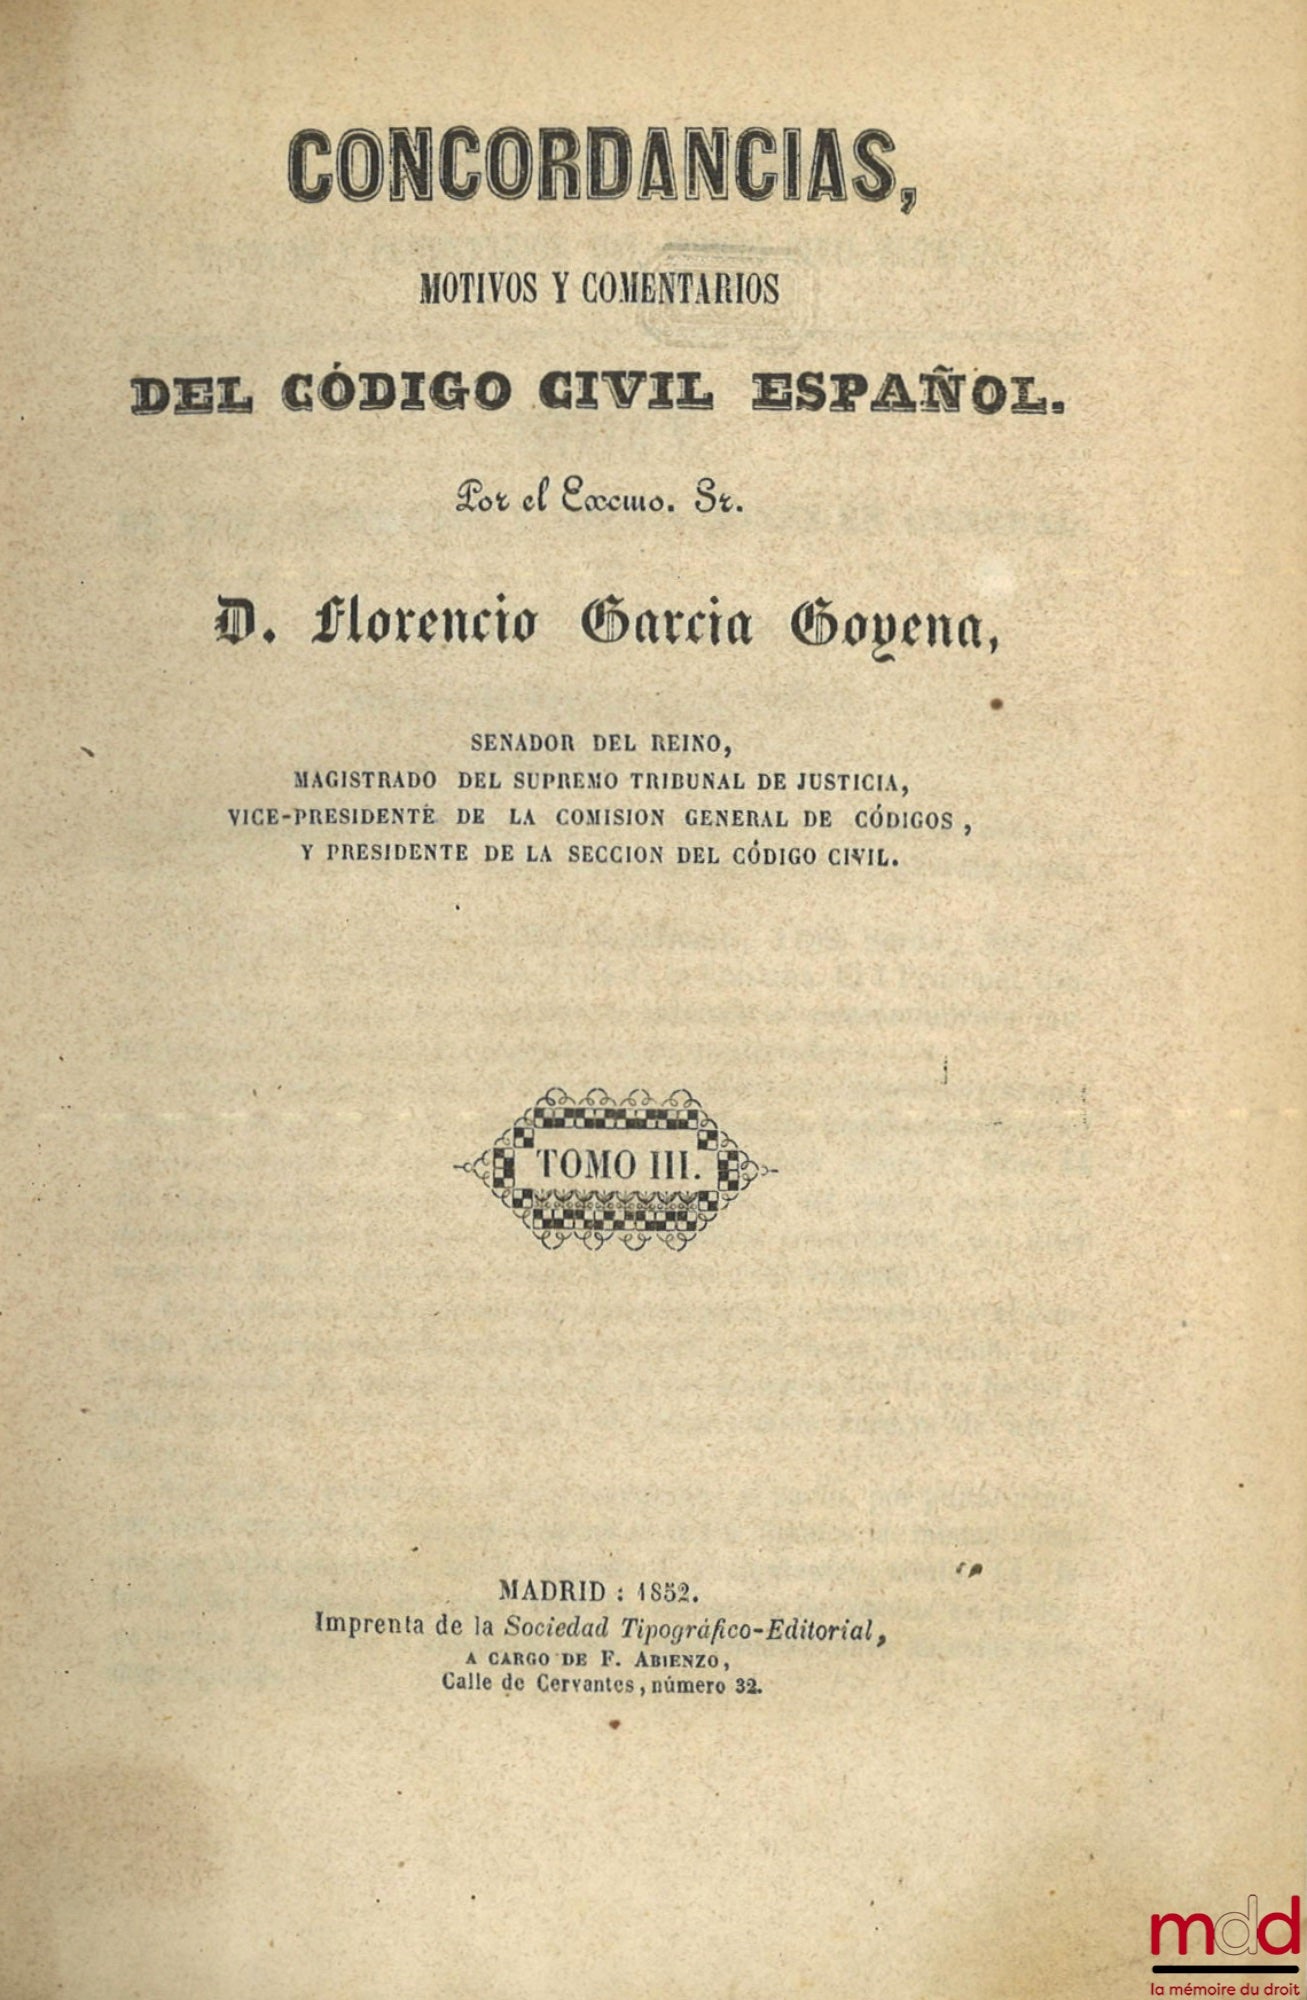 CONCORDANCIAS,
MOTIVOS Y COMENTARIOS
DEL CÓDIGO CIVIL ESPAÑOL.
Por el Excmo. Sr.
D. Florencio Garcia Goyena,
SENADOR DEL REINO,
MAGISTRADO DEL SUPREMO TRIBUNAL DE JUSTICIA,
VICE-PRESIDENTE DE LA COMISION GENERAL DE CÓDIGOS,
Y PRESIDENTE DE LA SECCION DEL CÓDIGO CIVIL.
TOMO III.
MADRID: 1852.
Imprenta de la Sociedad Tipográfico-Editorial,
A CARGO DE F. ABIENZO,
Calle de Cervantes, número 32.
mdd
la mémoire du droit